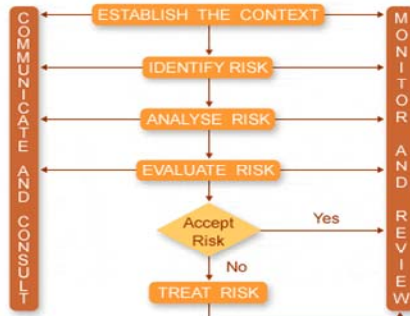 COMMUNICATE AND CONSULT
ESTABLISH THE CONTEXT
IDENTIFY RISK
ANALYSE RISK
EVALUATE RISK
Accept
Risk
Yes
No
TREAT RISK
MONITOR AND REVIEW